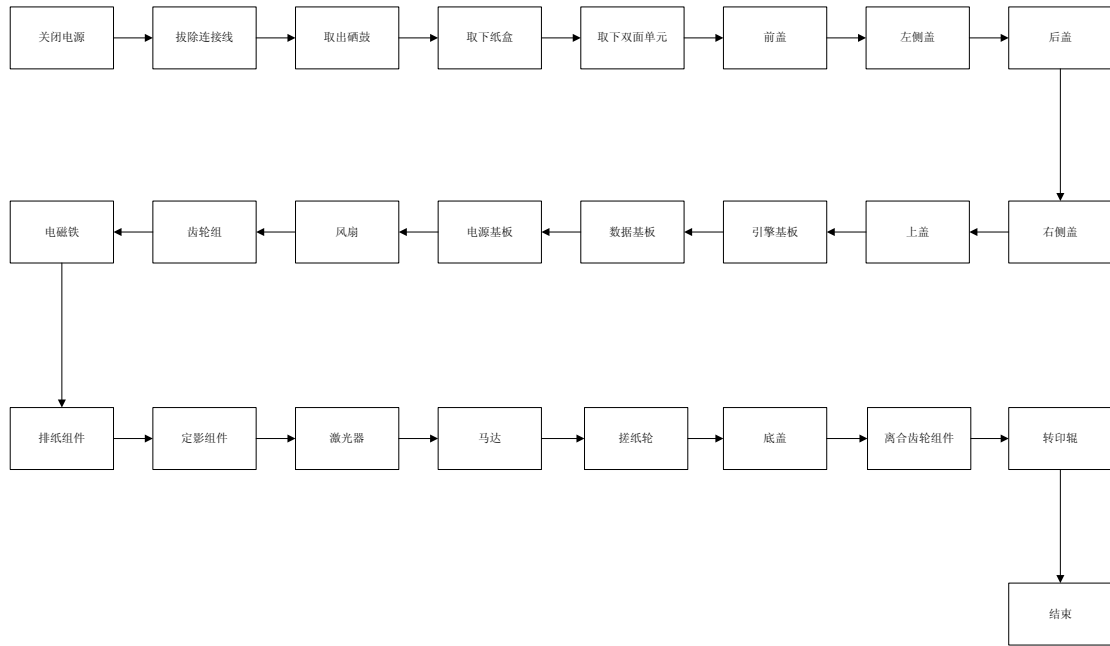 关闭电源
拔除连接线
取出硒鼓
取下纸盒
取下双面单元
前盖
左侧盖
后盖
右侧盖
上盖
引擎基板
数据基板
电源基板
风扇
齿轮组
电磁铁
排纸组件
定影组件
激光器
马达
搓纸轮
底盖
离合齿轮组件
转印辊
结束